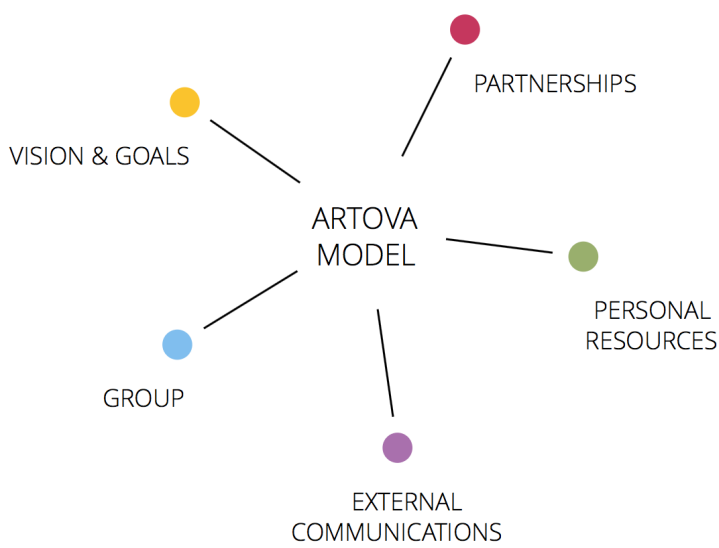 PARTNERSHIPS
VISION & GOALS
ARTOVA
MODEL
PERSONAL
RESOURCES
GROUP
EXTERNAL
COMMUNICATIONS